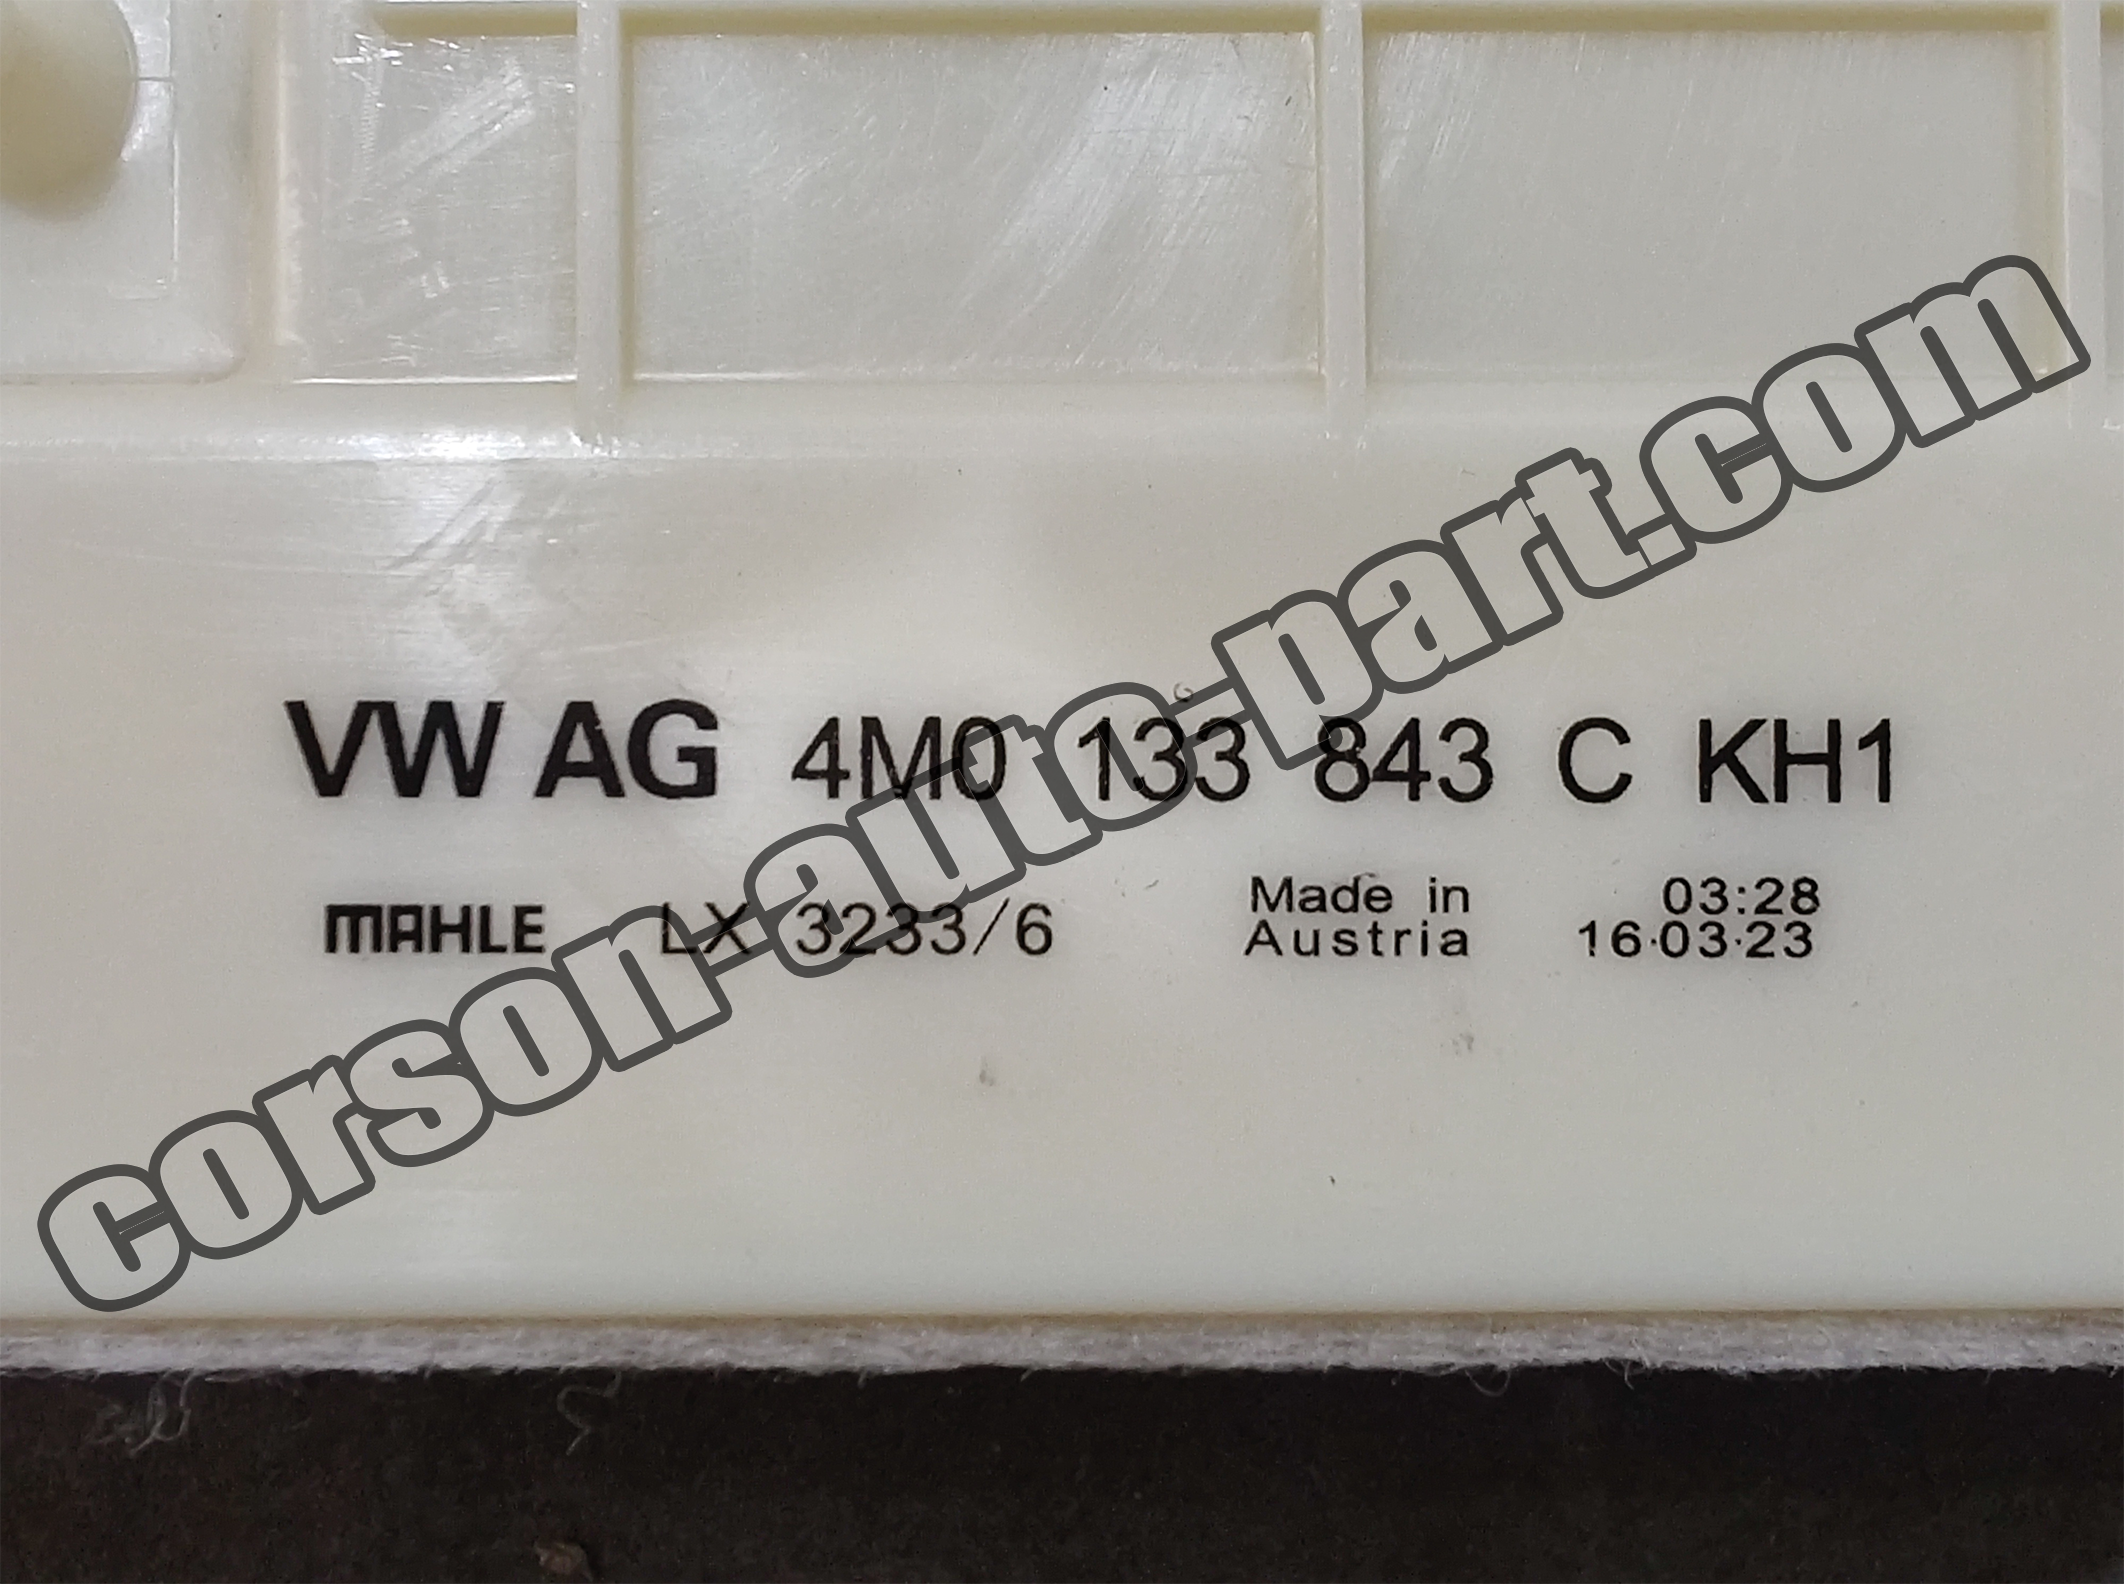 VW AG 4M0 133 843 C KH1
MAHLE LX 3233/6 Made in Austria 03:28 16.03.23
corson-auto-part.com